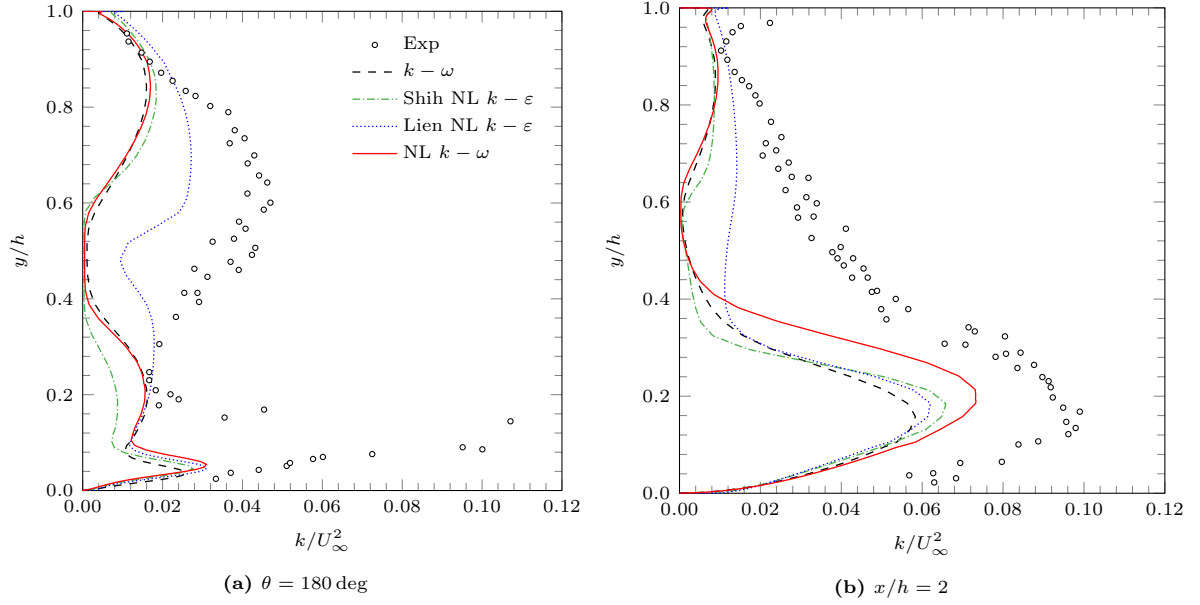 1.0
0.8
0.6
0.4
0.2
0.0
y/h
0.00 0.02 0.04 0.06 0.08 0.10 0.12
k/U∞²
Exp
k − ω
Shih NL k − ε
Lien NL k − ε
NL k − ω
(a) θ = 180 deg
1.0
0.8
0.6
0.4
0.2
0.0
y/h
0.00 0.02 0.04 0.06 0.08 0.10 0.12
k/U∞²
(b) x/h = 2